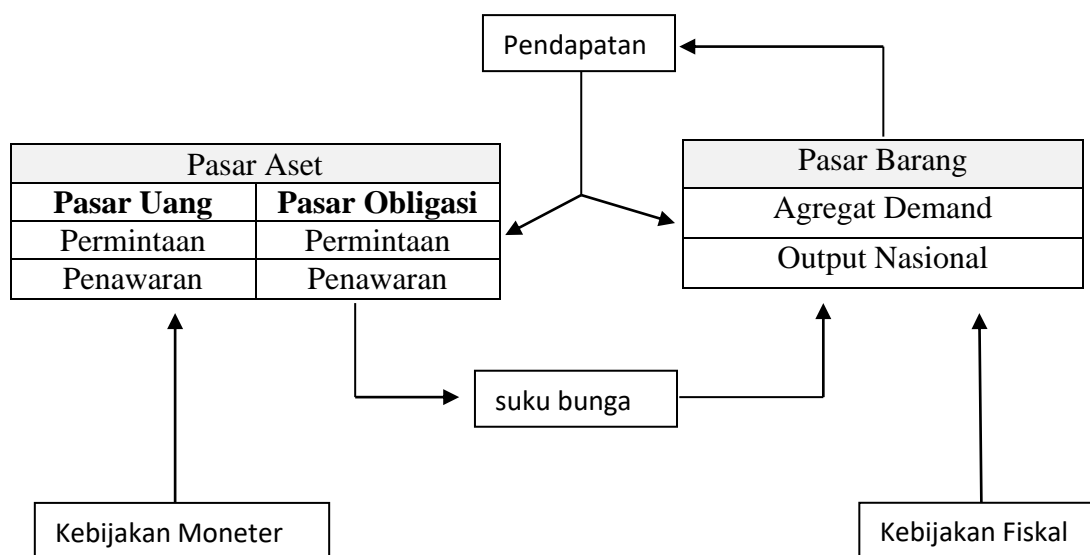 Pendapatan
Pasar Aset
Pasar Uang Pasar Obligasi
Permintaan Permintaan
Penawaran Penawaran
Pasar Barang
Agregat Demand
Output Nasional
suku bunga
Kebijakan Moneter
Kebijakan Fiskal